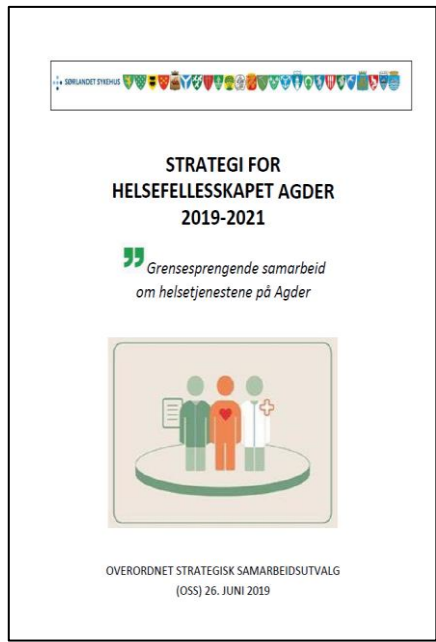 SØRLANDET SYKEHUS
STRATEGI FOR
HELSEFELLESSKAPET AGDER
2019-2021
” Grensesprengende samarbeid
om helsetjenestene på Agder
OVERORDNET STRATEGISK SAMARBEIDSUTVALG
(OSS) 26. JUNI 2019